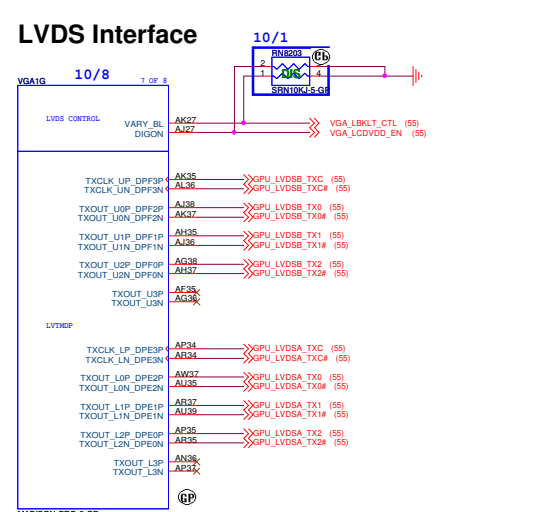 LVDS Interface
10/1
RN8203
2
1
4
DIS
SRN10KJ-5-GP
10/8
VGA1G
7 OF 8
LVDS CONTROL
VARY_BL AK27 VGA_LBKLT_CTL (55)
DIGON AJ27 VGA_LCDVDD_EN (55)
TXCLK_UP_DPF3P AK35 GPU_LVDSB_TXC (55)
TXCLK_UN_DPF3N AL36 GPU_LVDSB_TXC# (55)
TXOUT_U0P_DPF2P AJ38 GPU_LVDSB_TX0 (55)
TXOUT_U0N_DPF2N AK37 GPU_LVDSB_TX0# (55)
TXOUT_U1P_DPF1P AH35 GPU_LVDSB_TX1 (55)
TXOUT_U1N_DPF1N AJ36 GPU_LVDSB_TX1# (55)
TXOUT_U2P_DPF0P AG38 GPU_LVDSB_TX2 (55)
TXOUT_U2N_DPF0N AH37 GPU_LVDSB_TX2# (55)
TXOUT_U3P AF35
TXOUT_U3N AG36
LVTMDP
TXCLK_LP_DPE3P AP34 GPU_LVDSA_TXC (55)
TXCLK_LN_DPE3N AR34 GPU_LVDSA_TXC# (55)
TXOUT_L0P_DPE2P AW37 GPU_LVDSA_TX0 (55)
TXOUT_L0N_DPE2N AU35 GPU_LVDSA_TX0# (55)
TXOUT_L1P_DPE1P AR37 GPU_LVDSA_TX1 (55)
TXOUT_L1N_DPE1N AU39 GPU_LVDSA_TX1# (55)
TXOUT_L2P_DPE0P AP35 GPU_LVDSA_TX2 (55)
TXOUT_L2N_DPE0N AR35 GPU_LVDSA_TX2# (55)
TXOUT_L3P AN36
TXOUT_L3N AP37
GP